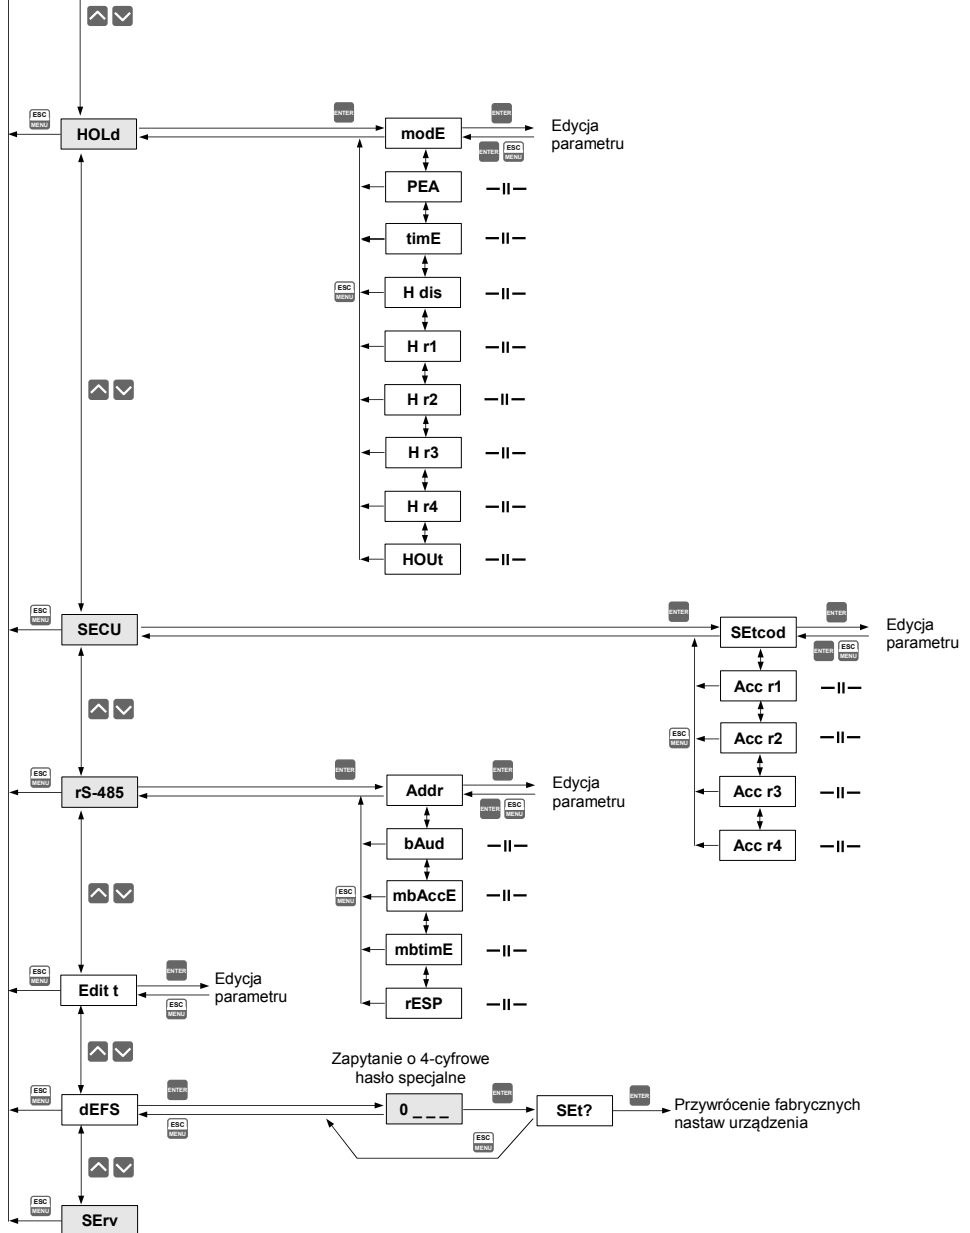 ESC
MENU
HOLd
ENTER
modE
ENTER
ENTER
ESC
MENU
Edycja
parametru
PEA
—II—
timE
—II—
ESC
MENU
H dis
—II—
H r1
—II—
H r2
—II—
H r3
—II—
H r4
—II—
HOUt
—II—
ESC
MENU
SECU
ENTER
SEtcod
ENTER
ENTER
ESC
MENU
Edycja
parametru
Acc r1
—II—
ESC
MENU
Acc r2
—II—
Acc r3
—II—
Acc r4
—II—
ESC
MENU
rS-485
ENTER
Addr
ENTER
ENTER
ESC
MENU
Edycja
parametru
bAud
—II—
ESC
MENU
mbAccE
—II—
mbtimE
—II—
rESP
—II—
ESC
MENU
Edit t
ENTER
ESC
MENU
Edycja
parametru
Zapytanie o 4-cyfrowe
hasło specjalne
ESC
MENU
dEFS
ENTER
ESC
MENU
0 _ _ _
ENTER
ESC
MENU
SEt?
ENTER
Przywrócenie fabrycznych
nastaw urządzenia
ESC
MENU
SErv